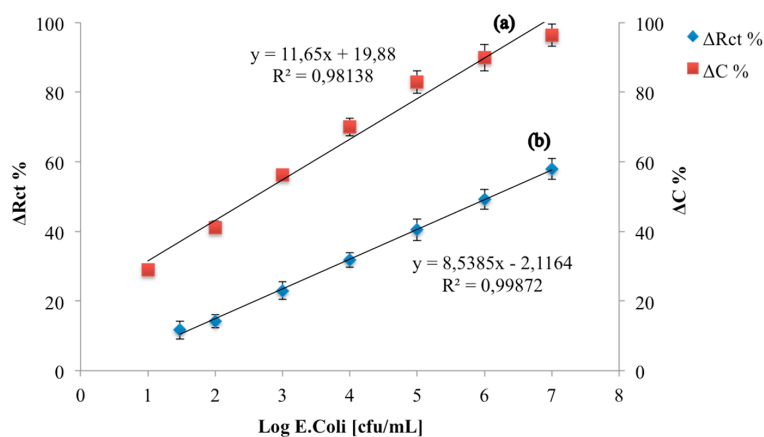 100
80
60
40
20
0
ΔRct %
y = 11,65x + 19,88
R² = 0,98138
(a)
(b)
y = 8,5385x - 2,1164
R² = 0,99872
0 1 2 3 4 5 6 7 8
Log E.Coli [cfu/mL]
100
80
60
40
20
0
ΔC %
ΔRct %
ΔC %